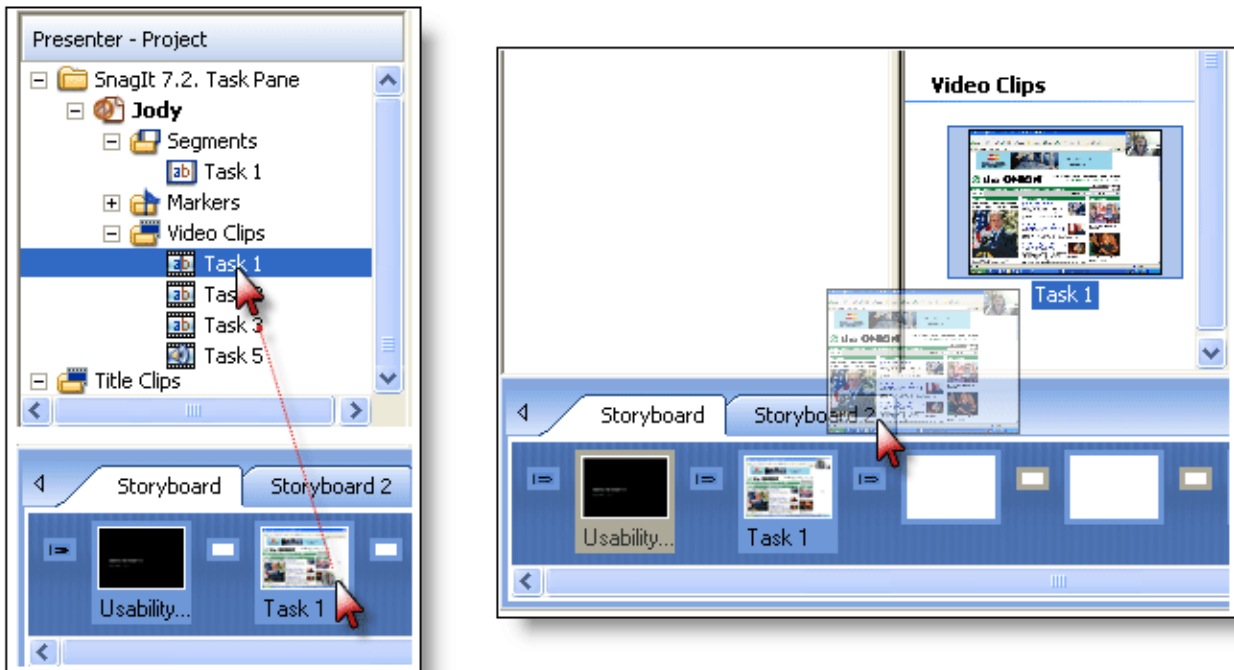 Presenter - Project
SnagIt 7.2. Task Pane
Jody
Segments
Task 1
Markers
Video Clips
Task 1
Task 3
Task 5
Title Clips
Storyboard
Storyboard 2
Usability...
Task 1
Video Clips
the ONION
Task 1
Storyboard
Storyboard 2
Usability...
Task 1